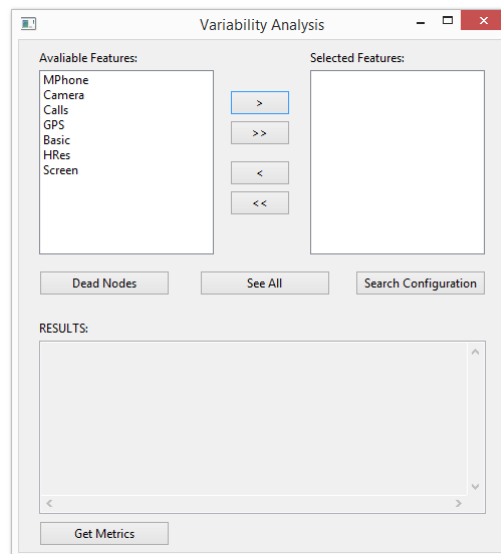 Variability Analysis
Avaliable Features:
Selected Features:
MPhone
Camera
Calls
GPS
Basic
HRes
Screen
>
>>
<
<<
Dead Nodes
See All
Search Configuration
RESULTS:
Get Metrics